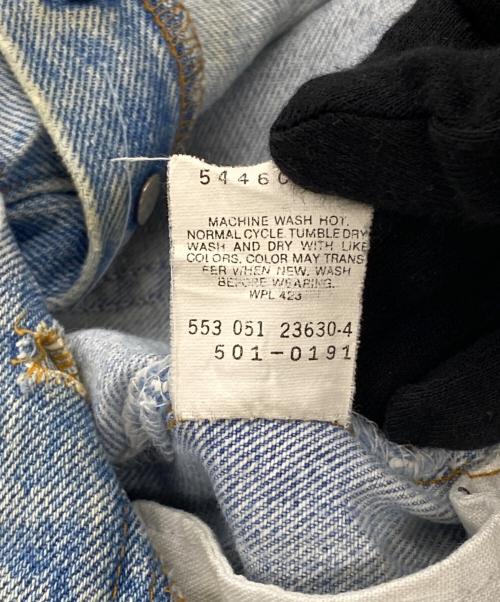 5446
MACHINE WASH HOT,
NORMAL CYCLE. TUMBLE DRY
WASH AND DRY WITH LIKE
COLORS. COLOR MAY TRANS
FER WHEN NEW. WASH
BEFORE WEARING.
WPL 423
553 051 23630-4
501-0191